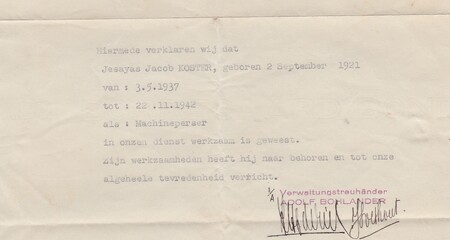 Hiermede verklaren wij dat
Jesayas Jacob KOSTER, geboren 2 September 1921
van : 3.5.1937
tot : 22 .11.1942
als : Machineperser
in onzen dienst werkzaam is geweest.
Zijn werkzaamheden heeft hij naar behoren en tot onze
algeheele tevredenheid verricht.
Verwaltungstreuhänder
ADOLF BOHLANDER